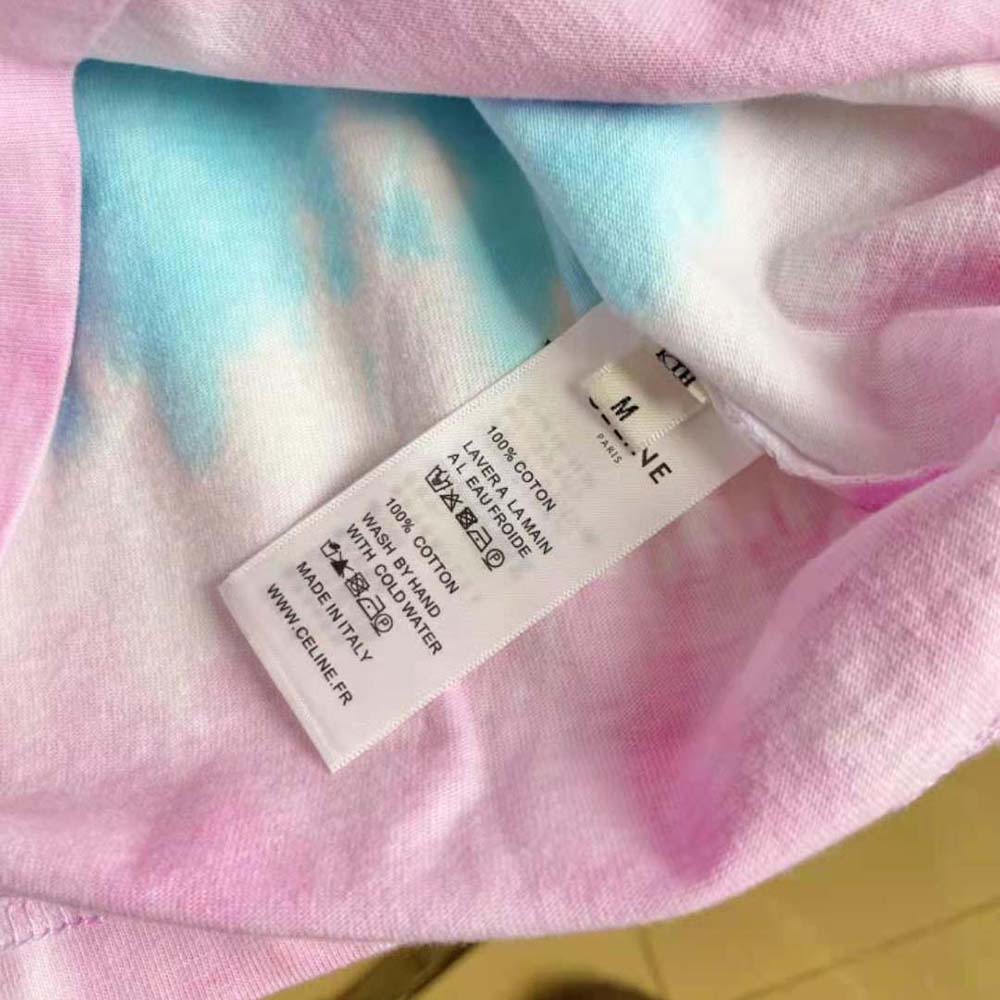 KTH
M
PARIS
100% COTON
LAVER A LA MAIN
A L EAU FROIDE
100% COTTON
WASH BY HAND
WITH COLD WATER
MADE IN ITALY
WWW.CELINE.FR